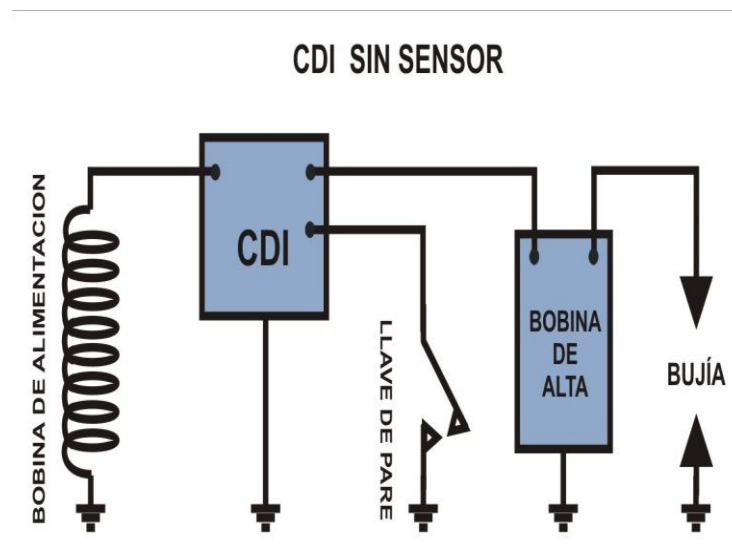 CDI SIN SENSOR
BOBINA DE ALIMENTACION
CDI
LLAVE DE PARE
BOBINA
DE
ALTA
BUJÍA